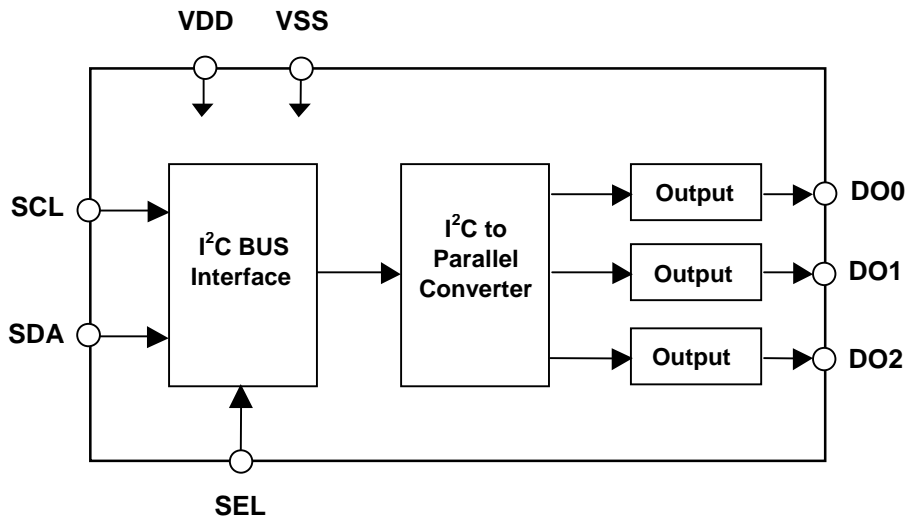 VDD VSS
SCL
I²C BUS
Interface
SDA
SEL
I²C to
Parallel
Converter
Output
DO0
Output
DO1
Output
DO2